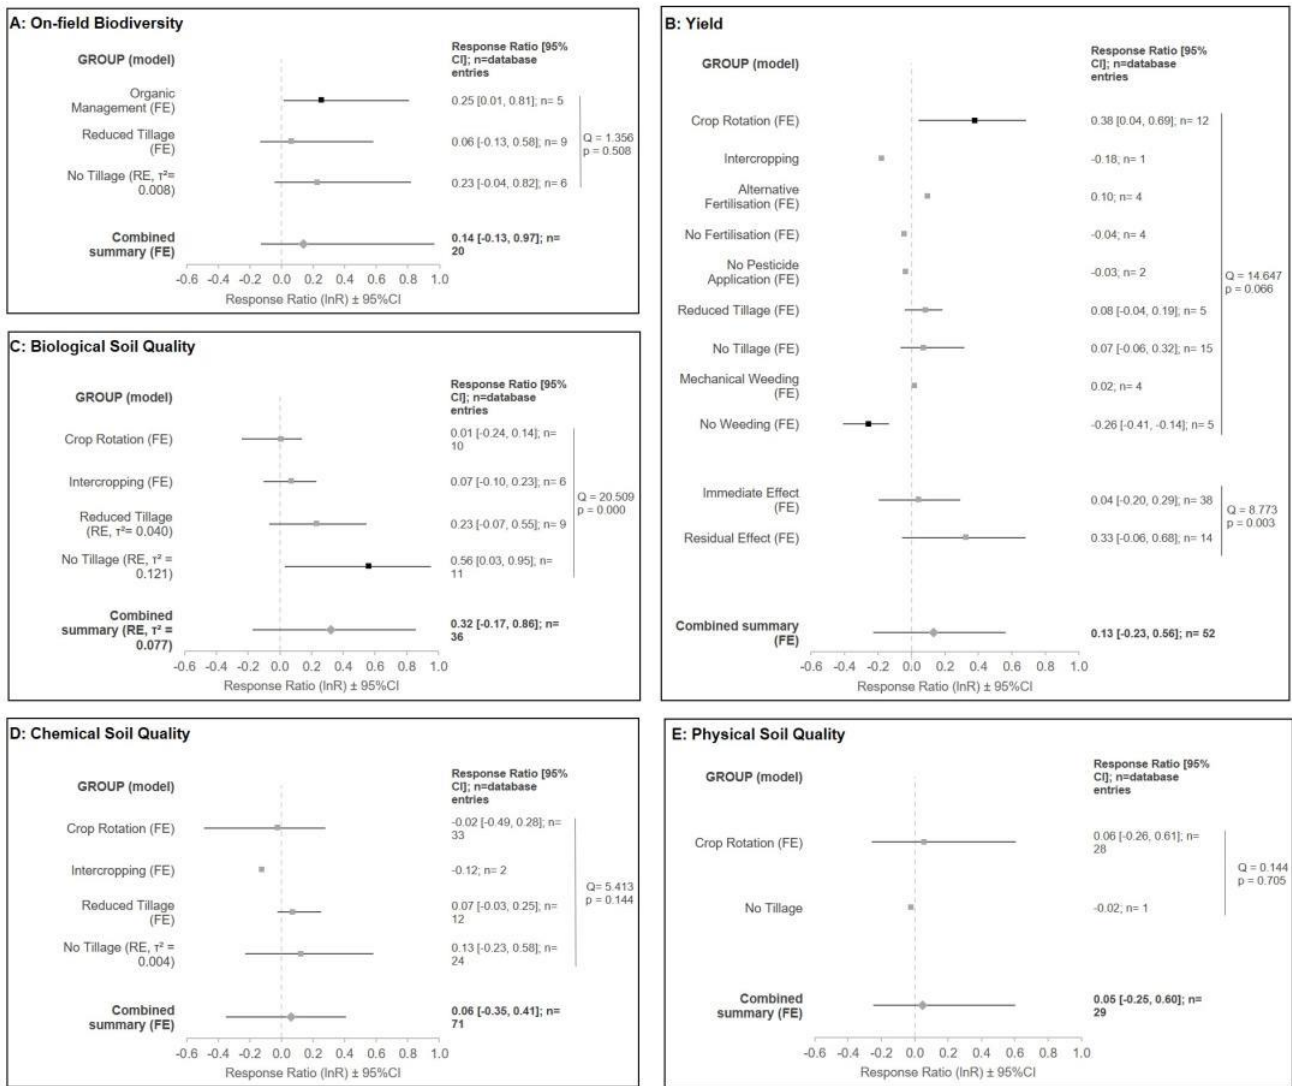 A: On-field Biodiversity
GROUP (model)
Response Ratio [95%
CI]; n=database
entries
Organic
Management (FE)
0.25 [0.01, 0.81]; n= 5
Reduced Tillage
(FE)
0.06 [-0.13, 0.58]; n= 9
No Tillage (RE, τ²=
0.008)
0.23 [-0.04, 0.82]; n= 6
Q = 1.356
p = 0.508
Combined
summary (FE)
0.14 [-0.13, 0.97]; n=
20
-0.6 -0.4 -0.2 0.0 0.2 0.4 0.6 0.8 1.0
Response Ratio (lnR) ± 95%CI
B: Yield
GROUP (model)
Response Ratio [95%
CI]; n=database
entries
Crop Rotation (FE)
0.38 [0.04, 0.69]; n= 12
Intercropping
-0.18, n= 1
Alternative
Fertilisation (FE)
0.10; n= 4
No Fertilisation (FE)
-0.04; n= 4
No Pesticide
Application (FE)
-0.03; n= 2
Reduced Tillage (FE)
0.08 [-0.04, 0.19]; n= 5
No Tillage (FE)
0.07 [-0.06, 0.32]; n= 15
Mechanical Weeding
(FE)
0.02; n= 4
No Weeding (FE)
-0.26 [-0.41, -0.14]; n= 5
Q = 14.647
p = 0.066
Immediate Effect
(FE)
0.04 [-0.20, 0.29]; n= 38
Residual Effect (FE)
0.33 [-0.06, 0.68]; n= 14
Q = 8.773
p = 0.003
Combined summary
(FE)
0.13 [-0.23, 0.56]; n= 52
-0.6 -0.4 -0.2 0.0 0.2 0.4 0.6 0.8 1.0
Response Ratio (lnR) ± 95%CI
C: Biological Soil Quality
GROUP (model)
Response Ratio [95%
CI]; n=database
entries
Crop Rotation (FE)
0.01 [-0.24, 0.14]; n=
10
Intercropping (FE)
0.07 [-0.10, 0.23]; n= 6
Reduced Tillage
(RE, τ²= 0.040)
0.23 [-0.07, 0.55]; n= 9
No Tillage (RE, τ² =
0.121)
0.56 [0.03, 0.95]; n=
11
Q = 20.509
p = 0.000
Combined
summary (RE, τ² =
0.077)
0.32 [-0.17, 0.86]; n=
36
-0.6 -0.4 -0.2 0.0 0.2 0.4 0.6 0.8 1.0
Response Ratio (lnR) ± 95%CI
D: Chemical Soil Quality
GROUP (model)
Response Ratio [95%
CI]; n=database
entries
Crop Rotation (FE)
-0.02 [-0.49, 0.28]; n=
33
Intercropping (FE)
-0.12; n= 2
Reduced Tillage
(FE)
0.07 [-0.03, 0.25]; n=
12
No Tillage (RE, τ² =
0.004)
0.13 [-0.23, 0.58]; n=
24
Q= 5.413
p = 0.144
Combined
summary (FE)
0.06 [-0.35, 0.41]; n=
71
-0.6 -0.4 -0.2 0.0 0.2 0.4 0.6 0.8 1.0
Response Ratio (lnR) ± 95%CI
E: Physical Soil Quality
GROUP (model)
Response Ratio [95%
CI]; n=database
entries
Crop Rotation (FE)
0.06 [-0.26, 0.61]; n=
28
No Tillage
-0.02; n= 1
Q = 0.144
p = 0.705
Combined
summary (FE)
0.05 [-0.25, 0.60]; n=
29
-0.6 -0.4 -0.2 0.0 0.2 0.4 0.6 0.8 1.0
Response Ratio (lnR) ± 95%CI